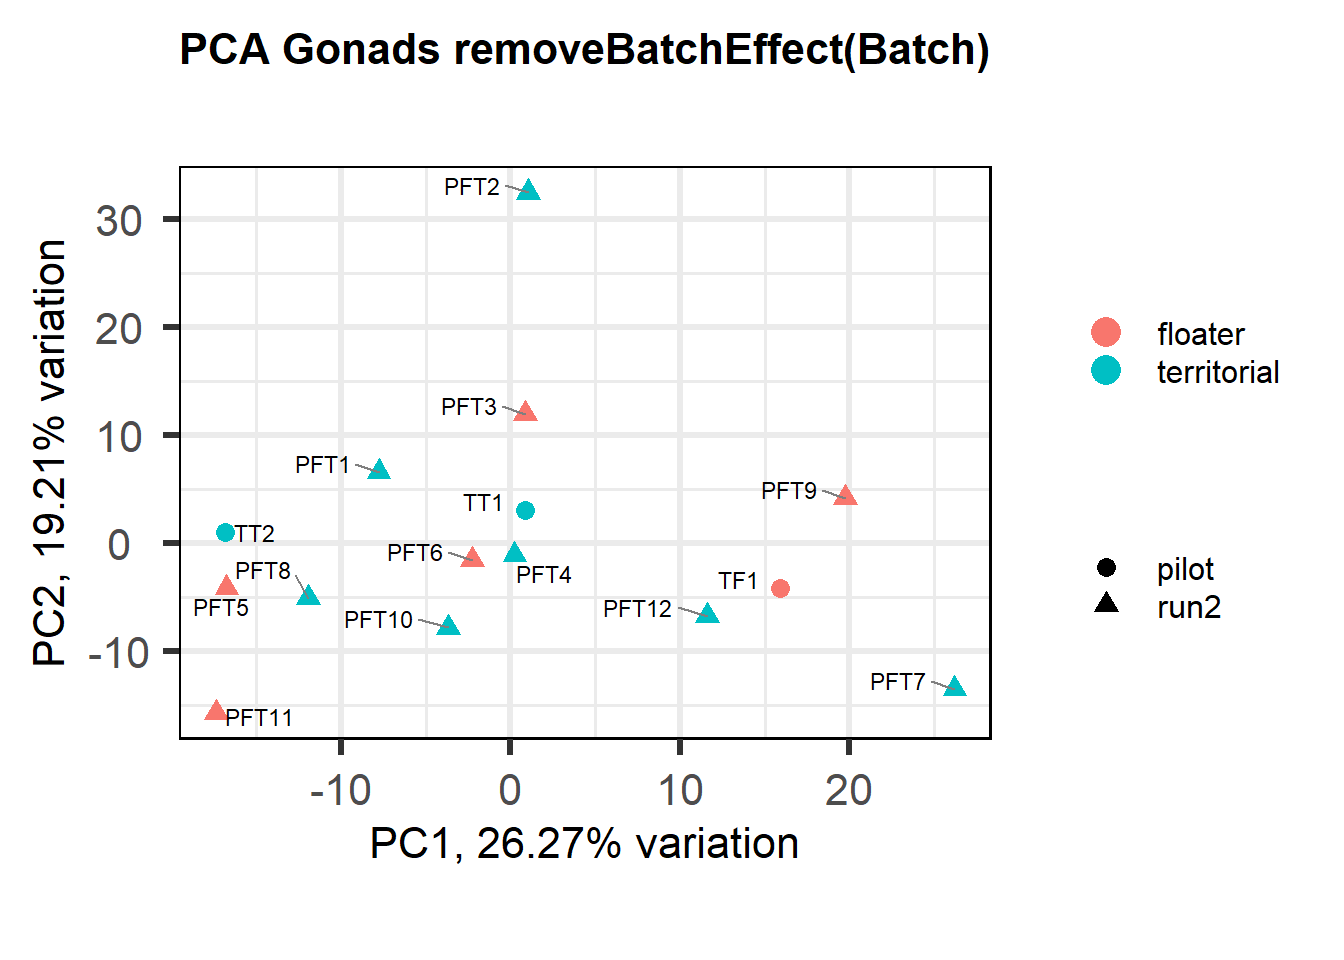 PCA Gonads removeBatchEffect(Batch)
PFT2
30
20
floater
territorial
PFT3
10
PFT1
PFT9
TT1
TT2
0
PFT6
PFT8
PFT4
TF1
pilot
PFT5
PFT12
run2
PFT10
-10
PFT7
PFT11
PC2, 19.21% variation
-10 0 10 20
PC1, 26.27% variation